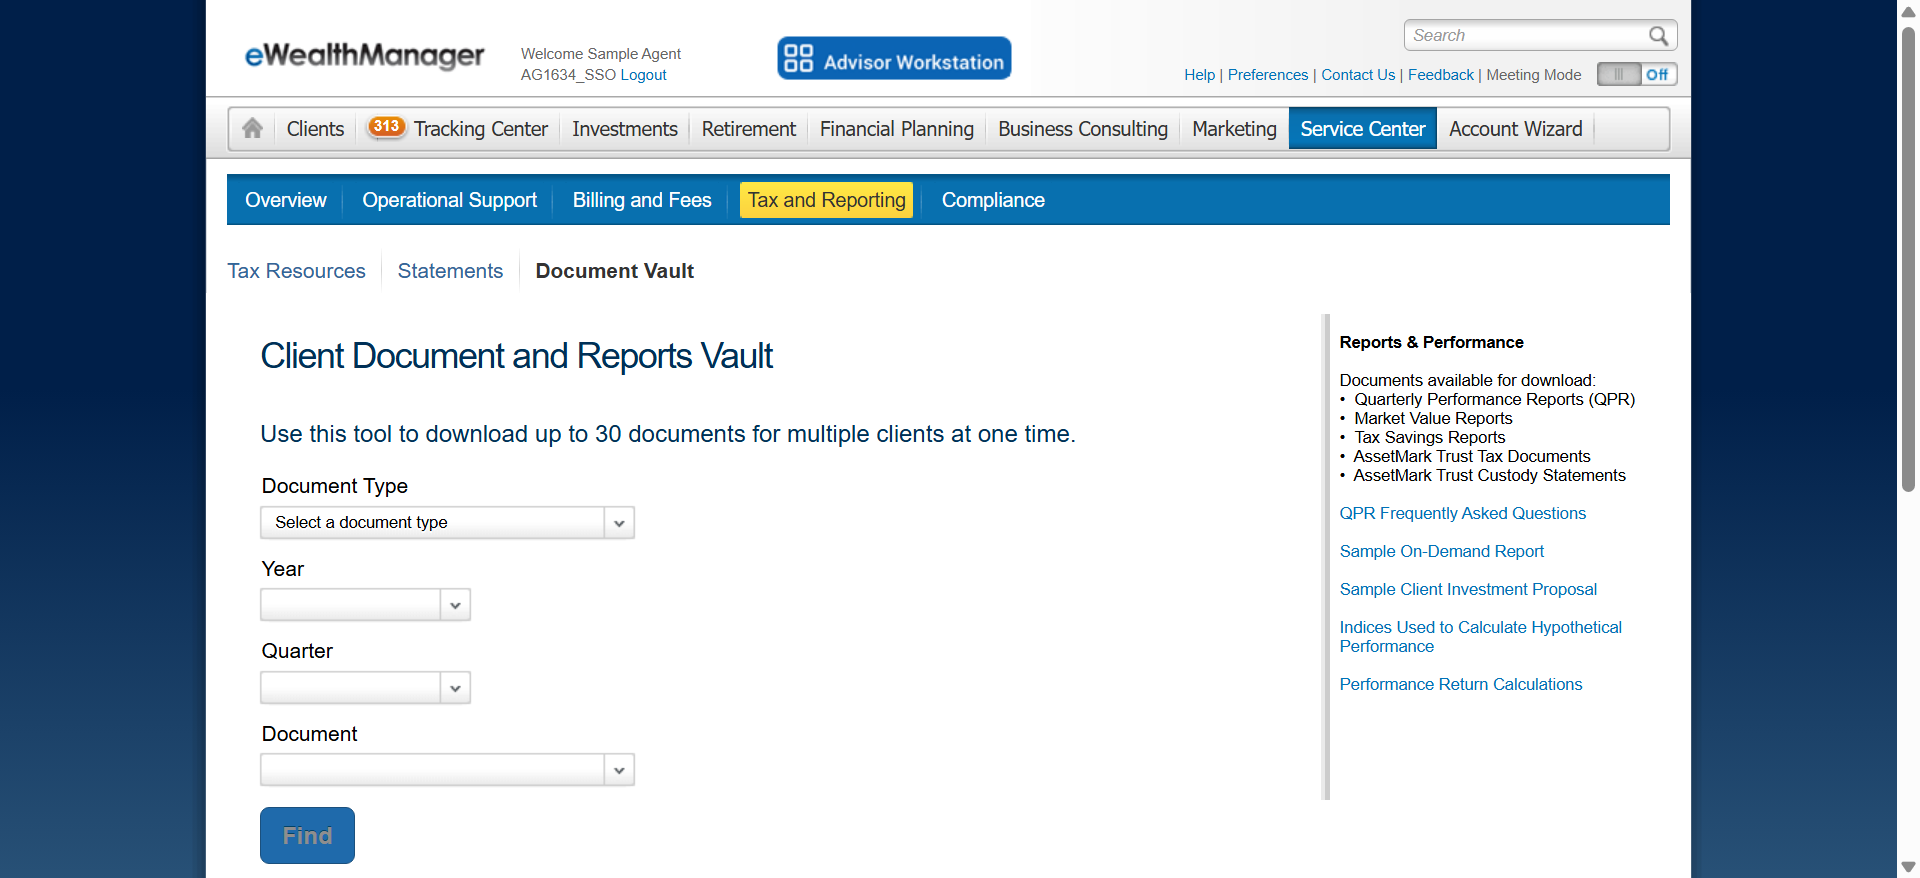 eWealthManager
Welcome Sample Agent
AG1634_SSO Logout
Advisor Workstation
Search
Help | Preferences | Contact Us | Feedback | Meeting Mode Off
Clients 313 Tracking Center Investments Retirement Financial Planning Business Consulting Marketing Service Center Account Wizard
Overview Operational Support Billing and Fees Tax and Reporting Compliance
Tax Resources Statements Document Vault
Client Document and Reports Vault
Use this tool to download up to 30 documents for multiple clients at one time.
Document Type
Select a document type
Year
Quarter
Document
Find
Reports & Performance
Documents available for download:
• Quarterly Performance Reports (QPR)
• Market Value Reports
• Tax Savings Reports
• AssetMark Trust Tax Documents
• AssetMark Trust Custody Statements
QPR Frequently Asked Questions
Sample On-Demand Report
Sample Client Investment Proposal
Indices Used to Calculate Hypothetical
Performance
Performance Return Calculations